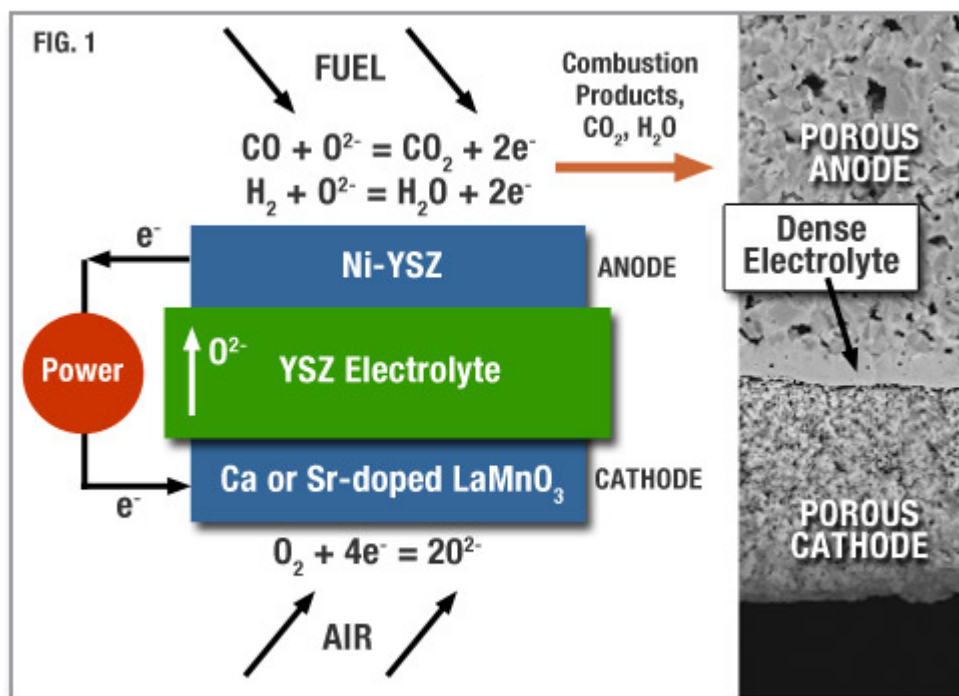 FIG. 1
FUEL
CO + O²⁻ = CO₂ + 2e⁻
H₂ + O²⁻ = H₂O + 2e⁻
Combustion
Products,
CO₂, H₂O
e⁻
Ni-YSZ
ANODE
Power
O²⁻
YSZ Electrolyte
Ca or Sr-doped LaMnO₃
CATHODE
e⁻
O₂ + 4e⁻ = 2O²⁻
AIR
POROUS
ANODE
Dense
Electrolyte
POROUS
CATHODE